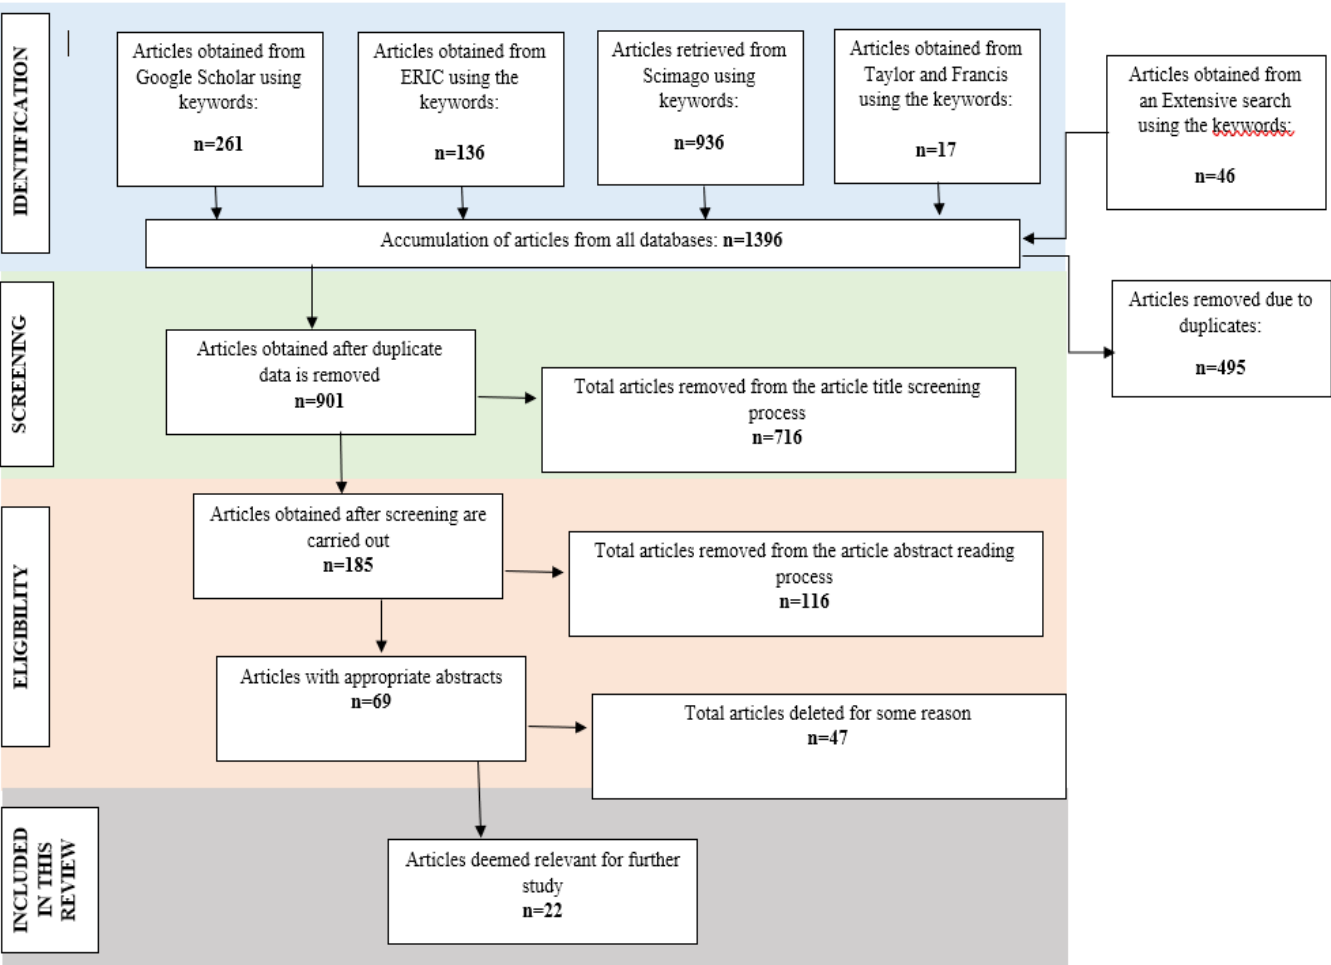 IDENTIFICATION
Articles obtained from
Google Scholar using
keywords:
n=261
Articles obtained from
ERIC using the
keywords:
n=136
Articles retrieved from
Scimago using
keywords:
n=936
Articles obtained from
Taylor and Francis
using the keywords:
n=17
Articles obtained from
an Extensive search
using the keywords:
n=46
Accumulation of articles from all databases: n=1396
Articles removed due to
duplicates:
n=495
SCREENING
Articles obtained after duplicate
data is removed
n=901
Total articles removed from the article title screening
process
n=716
ELIGIBILITY
Articles obtained after screening are
carried out
n=185
Total articles removed from the article abstract reading
process
n=116
Articles with appropriate abstracts
n=69
Total articles deleted for some reason
n=47
INCLUDED
IN THIS
REVIEW
Articles deemed relevant for further
study
n=22